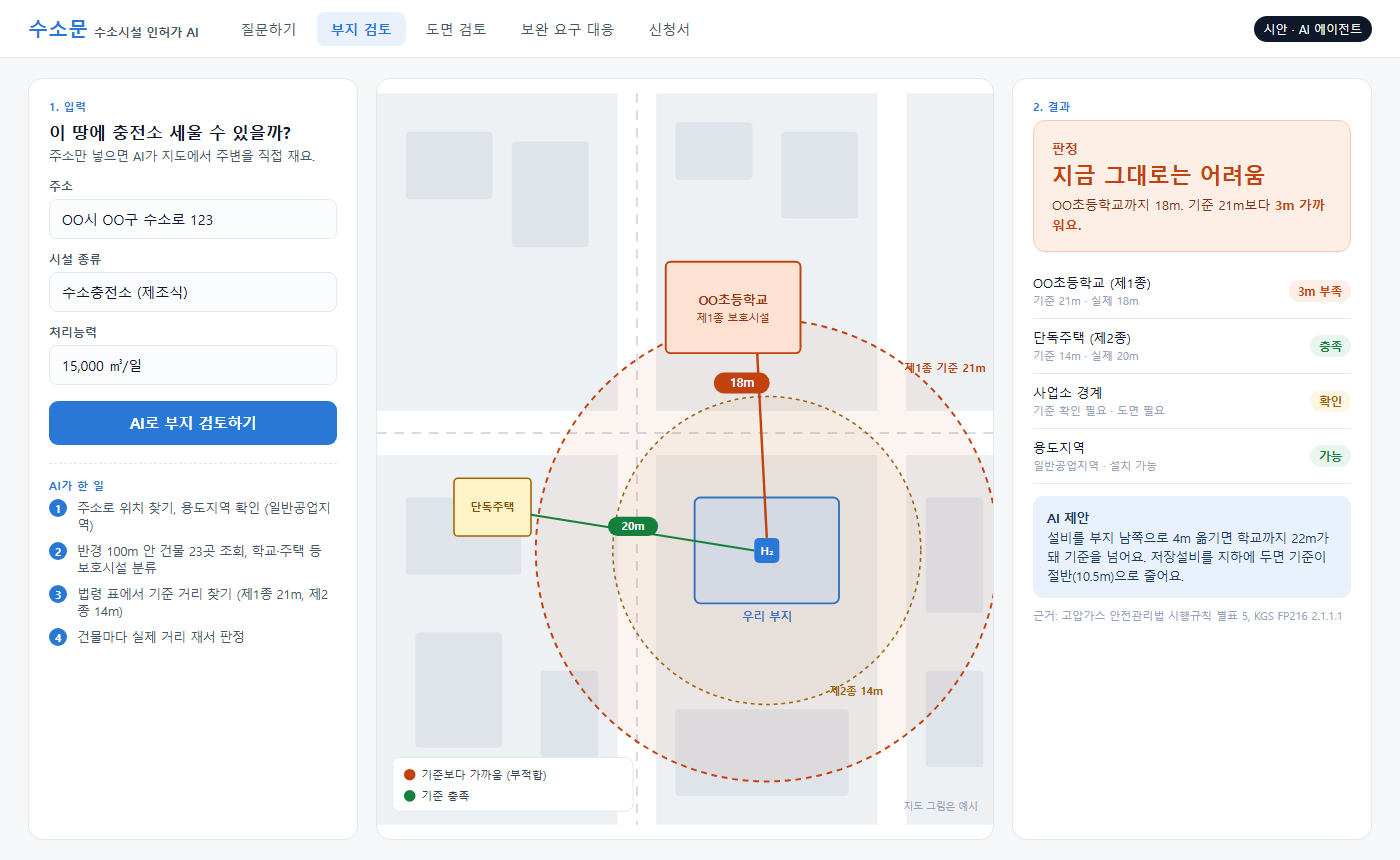 수소문 수소시설 인허가 AI
질문하기
부지 검토
도면 검토
보완 요구 대응
신청서
시안 · AI 에이전트
1. 입력
이 땅에 충전소 세울 수 있을까?
주소만 넣으면 AI가 지도에서 주변을 직접 재요.
주소
OO시 OO구 수소로 123
시설 종류
수소충전소 (제조식)
처리능력
15,000 ㎥/일
AI로 부지 검토하기
AI가 한 일
1 주소로 위치 찾기, 용도지역 확인 (일반공업지
역)
2 반경 100m 안 건물 23곳 조회, 학교·주택 등
보호시설 분류
3 법령 표에서 기준 거리 찾기 (제1종 21m, 제2
종 14m)
4 건물마다 실제 거리 재서 판정
OO초등학교
제1종 보호시설
제1종 기준 21m
18m
단독주택
20m
H₂
우리 부지
제2종 14m
기준보다 가까움 (부적합)
기준 충족
지도 그림은 예시
2. 결과
판정
지금 그대로는 어려움
OO초등학교까지 18m. 기준 21m보다 3m 가까
워요.
OO초등학교 (제1종)
기준 21m · 실제 18m
3m 부족
단독주택 (제2종)
기준 14m · 실제 20m
충족
사업소 경계
기준 확인 필요 · 도면 필요
확인
용도지역
일반공업지역 · 설치 가능
가능
AI 제안
설비를 부지 남쪽으로 4m 옮기면 학교까지 22m가
돼 기준을 넘어요. 저장설비를 지하에 두면 기준이
절반(10.5m)으로 줄어요.
근거: 고압가스 안전관리법 시행규칙 별표 5, KGS FP216 2.1.1.1